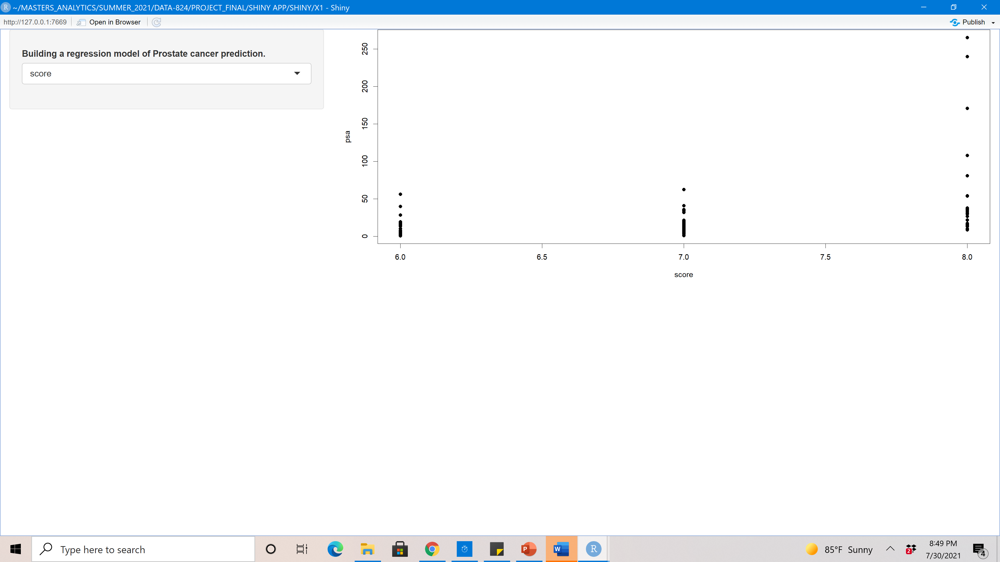 R ~/MASTERS_ANALYTICS/SUMMER_2021/DATA-824/PROJECT_FINAL/SHINY APP/SHINY/X1 - Shiny
http://127.0.0.1:7669 Open in Browser Publish
Building a regression model of Prostate cancer prediction.
score
psa
250
200
150
100
50
0
6.0 6.5 7.0 7.5 8.0
score
Type here to search
P W R
85°F Sunny
2
8:49 PM
7/30/2021
4